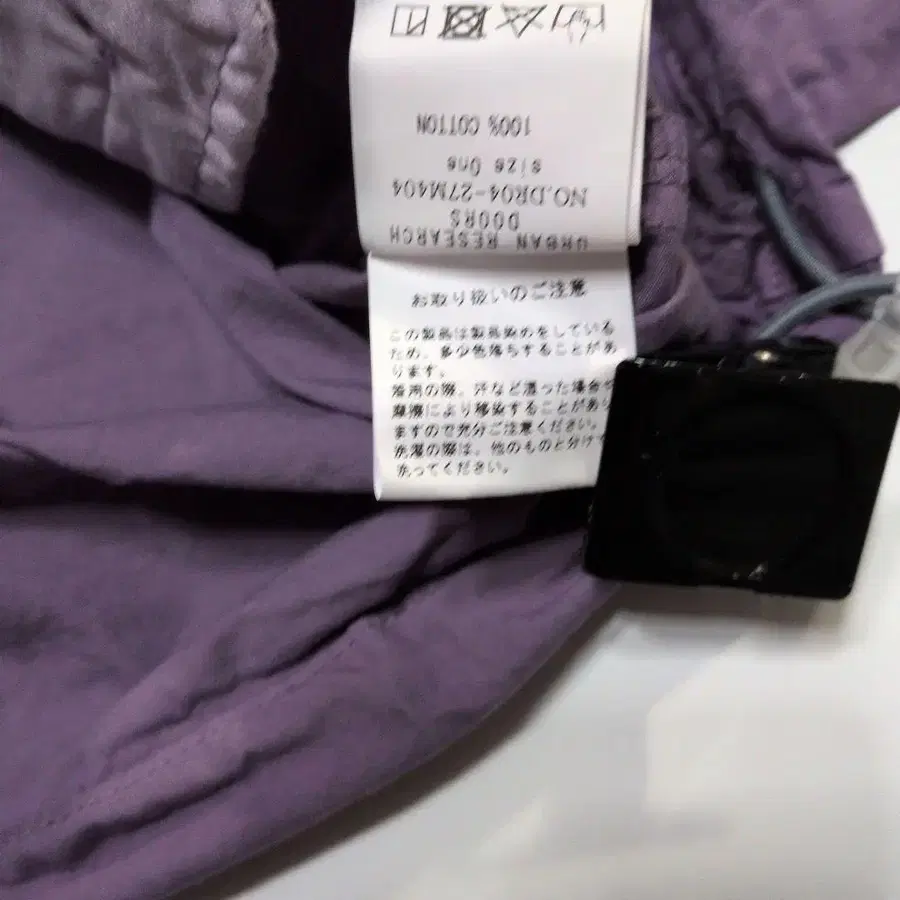 URBAN RESEARCH
DOORS
NO.DR04-27M404
size One
100% COTTON
お取り扱いのご注意
この製品は製品染めをしている
ため、多少色落ちすることがあ
ります。
着用の際、汗など湿った場合や
摩擦により移染することがあり
ますので充分ご注意ください。
洗濯の際は、他のものと分けて
洗ってください。